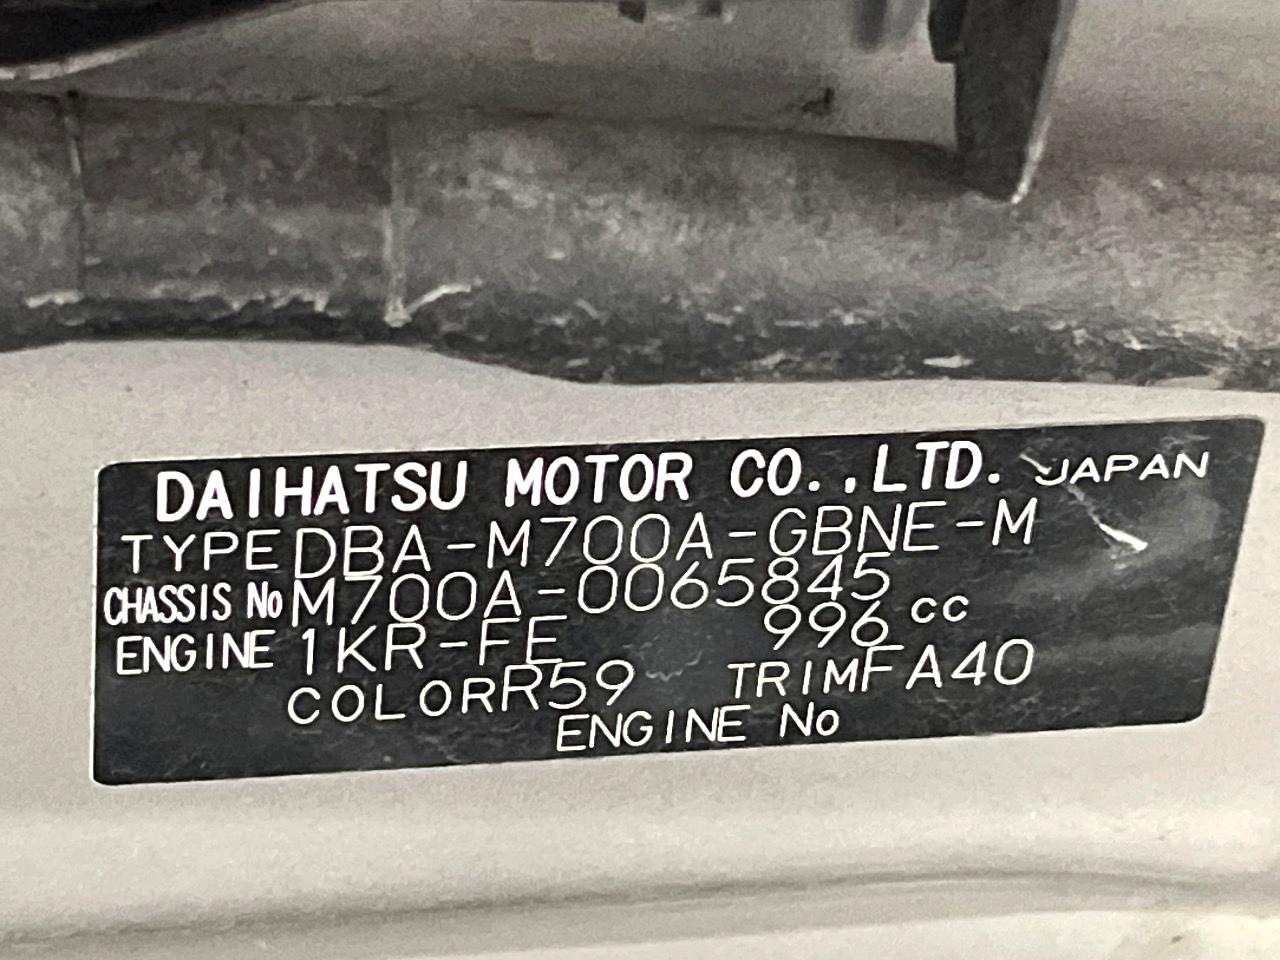 DAIHATSU MOTOR CO.,LTD. JAPAN
TYPE DBA-M700A-GBNE-M
CHASSIS No M700A-0065845
ENGINE 1KR-FE 996 cc
COLOR R59 TRIM FA40
ENGINE No